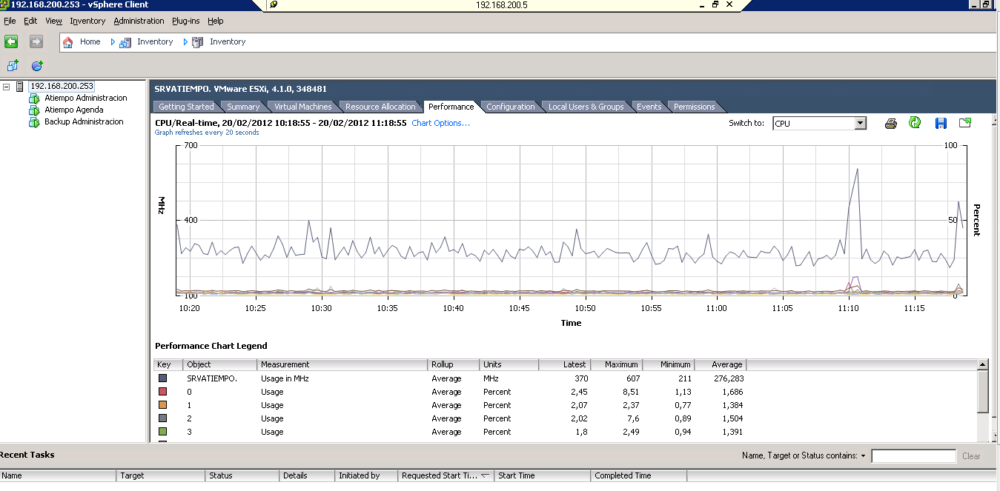 192.168.200.253 - vSphere Client
192.168.200.5
File Edit View Inventory Administration Plug-ins Help
Home Inventory Inventory
192.168.200.253
Atiempo Administracion
Atiempo Agenda
Backup Administracion
SRVATIEMPO. VMware ESXi, 4.1.0, 348481
Getting Started Summary Virtual Machines Resource Allocation Performance Configuration Local Users & Groups Events Permissions
CPU/Real-time, 20/02/2012 10:18:55 - 20/02/2012 11:18:55 Chart Options...
Switch to: CPU
Graph refreshes every 20 seconds
700 100
MHz
400 50
Percent
100 0
10:20 10:25 10:30 10:35 10:40 10:45 10:50 10:55 11:00 11:05 11:10 11:15
Time
Performance Chart Legend
Key Object Measurement Rollup Units Latest Maximum Minimum Average
SRVATIEMPO. Usage in MHz Average MHz 370 607 211 276,283
0 Usage Average Percent 2,45 8,51 1,13 1,686
1 Usage Average Percent 2,07 2,37 0,77 1,384
2 Usage Average Percent 2,02 7,6 0,89 1,504
3 Usage Average Percent 1,8 2,49 0,94 1,391
Recent Tasks
Name, Target or Status contains: Clear
Name Target Status Details Initiated by Requested Start Ti... Start Time Completed Time